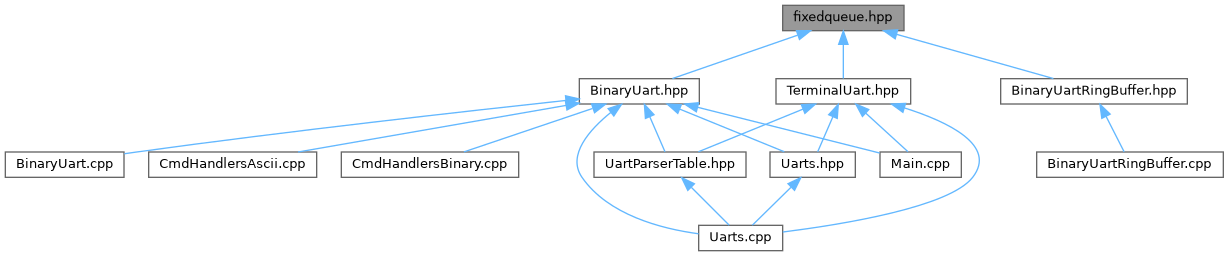 fixedqueue.hpp
BinaryUart.hpp
TerminalUart.hpp
BinaryUartRingBuffer.hpp
BinaryUart.cpp
CmdHandlersAscii.cpp
CmdHandlersBinary.cpp
UartParserTable.hpp
Uarts.hpp
Main.cpp
BinaryUartRingBuffer.cpp
Uarts.cpp